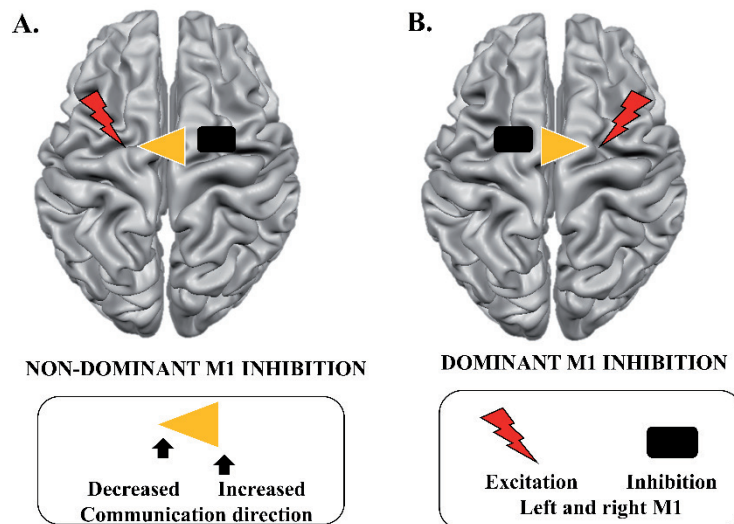 A.
B.
NON-DOMINANT M1 INHIBITION
DOMINANT M1 INHIBITION
Decreased Increased
Communication direction
Excitation Inhibition
Left and right M1